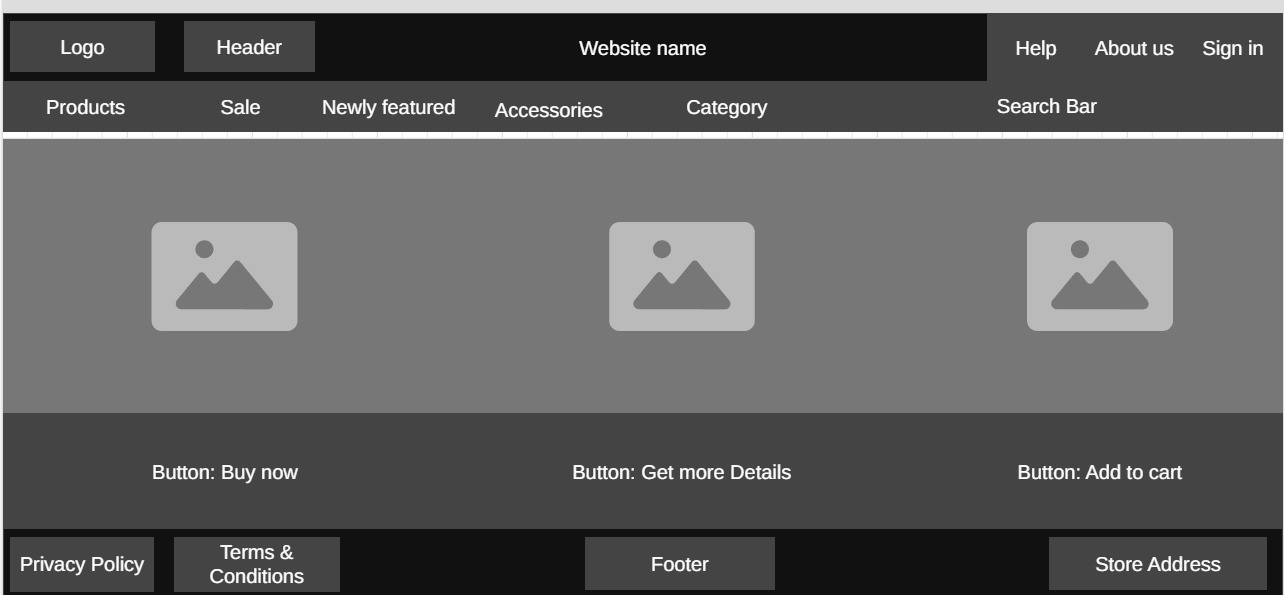 Logo
Header
Website name
Help
About us
Sign in
Products
Sale
Newly featured
Accessories
Category
Search Bar
Button: Buy now
Button: Get more Details
Button: Add to cart
Privacy Policy
Terms &
Conditions
Footer
Store Address